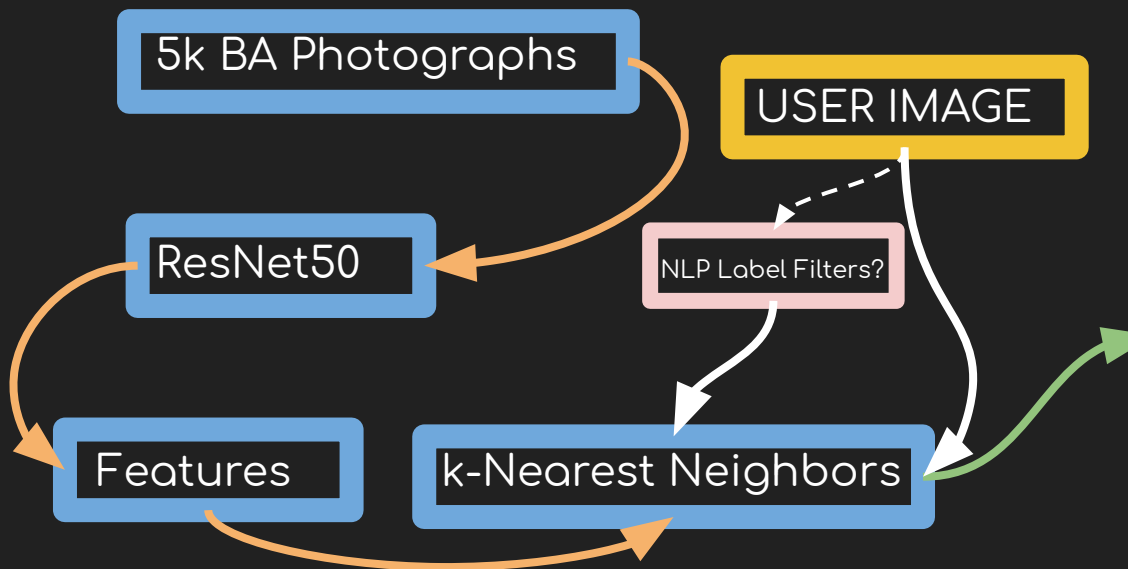 5k BA Photographs
USER IMAGE
ResNet50
NLP Label Filters?
Features
k-Nearest Neighbors